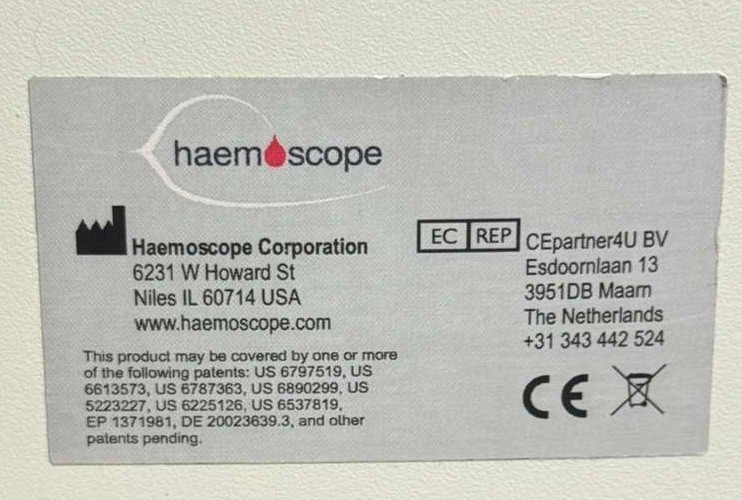 haemoscope
Haemoscope Corporation
6231 W Howard St
Niles IL 60714 USA
www.haemoscope.com
This product may be covered by one or more
of the following patents: US 6797519, US
6613573, US 6787363, US 6890299, US
5223227, US 6225126, US 6537819,
EP 1371981, DE 20023639.3, and other
patents pending.
EC REP
CEpartner4U BV
Esdoornlaan 13
3951DB Maarn
The Netherlands
+31 343 442 524
CE